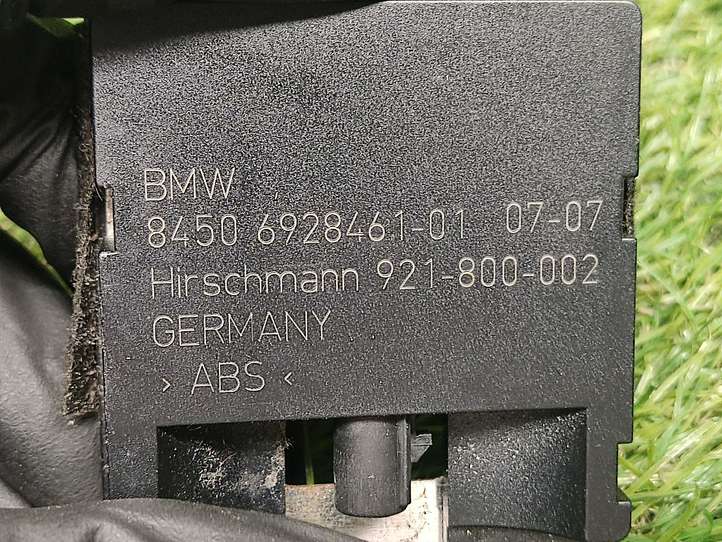 BMW
8450 6928461-01 07-07
Hirschmann 921-800-002
GERMANY
> ABS <